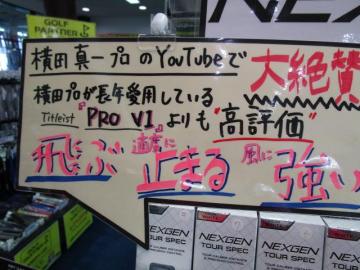 GOLF
PARTNER
NEX
横田真一プロのYouTubeで
大絶賛
横田プロが長年愛用している
Titleist 『PRO V1』よりも"高評価"
飛ぶ 適度に 止まる 風に 強い
NEXGEN
TOUR SPEC
NEXGEN
TOUR SPEC
NEXGEN
TOUR SPEC